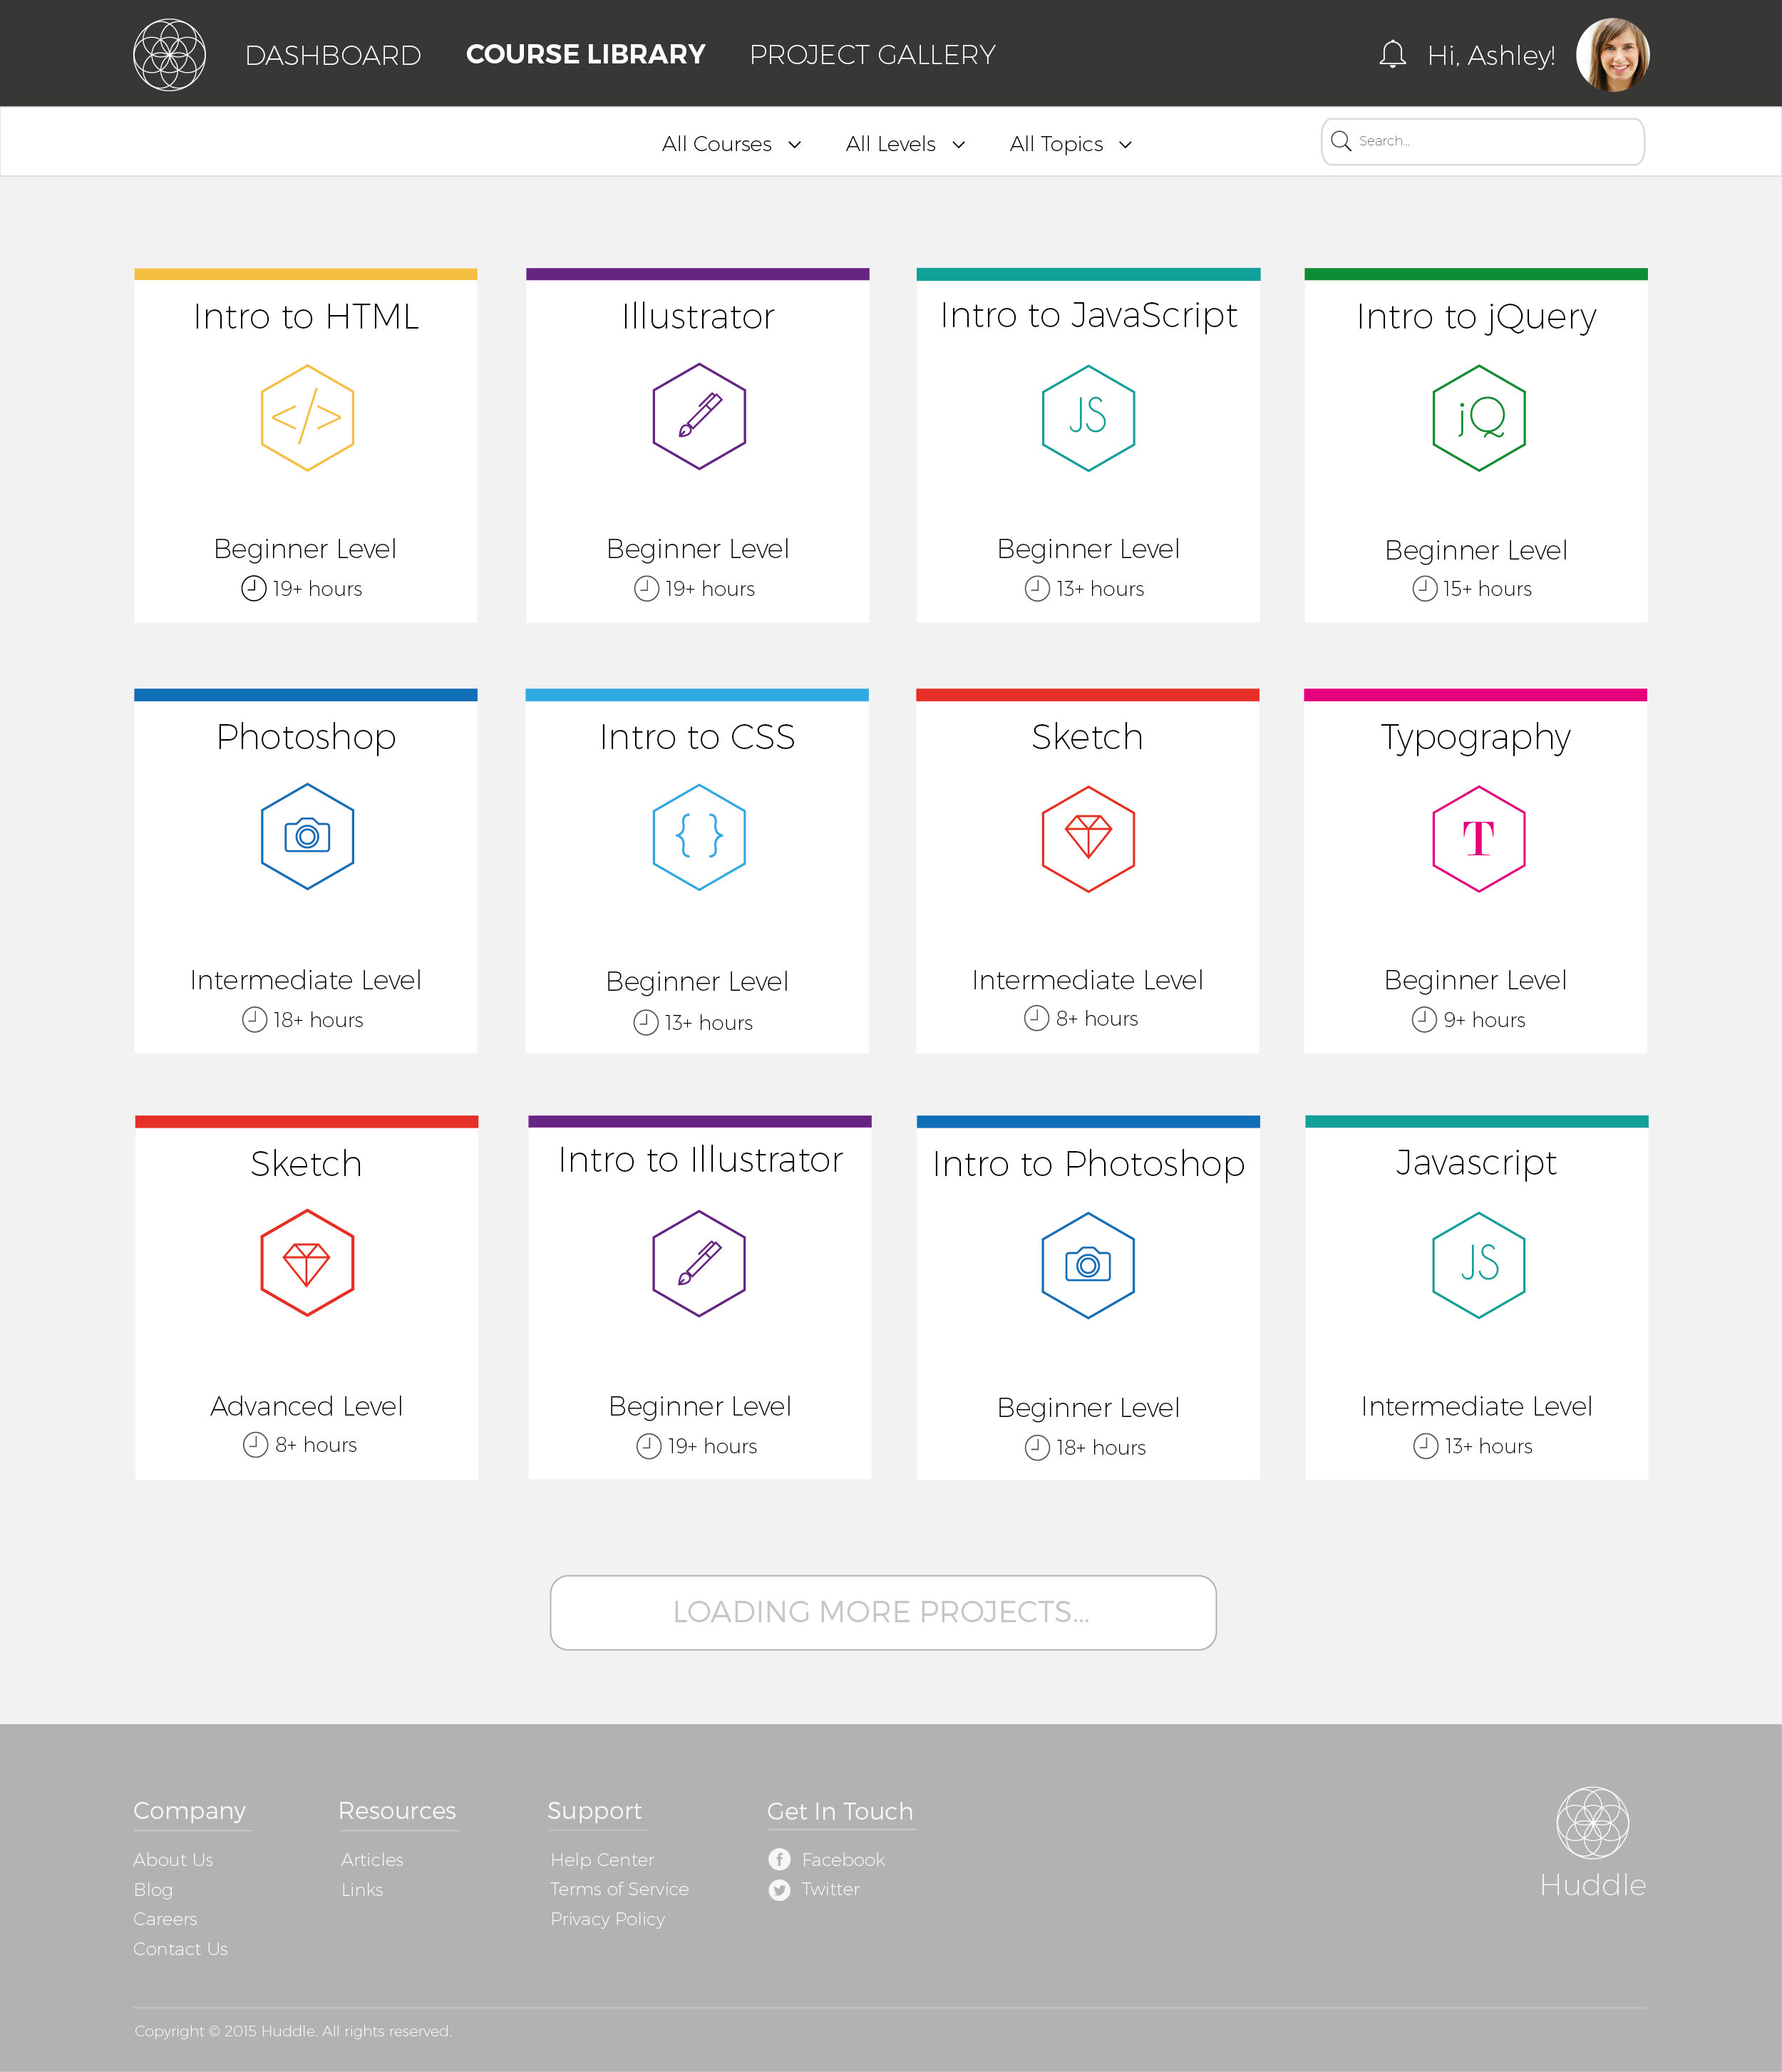 DASHBOARD COURSE LIBRARY PROJECT GALLERY Hi, Ashley!
All Courses All Levels All Topics Search...
Intro to HTML
</>
Beginner Level
19+ hours
Illustrator
Beginner Level
19+ hours
Intro to JavaScript
JS
Beginner Level
13+ hours
Intro to jQuery
jQ
Beginner Level
15+ hours
Photoshop
Intermediate Level
18+ hours
Intro to CSS
{ }
Beginner Level
13+ hours
Sketch
Intermediate Level
8+ hours
Typography
T
Beginner Level
9+ hours
Sketch
Advanced Level
8+ hours
Intro to Illustrator
Beginner Level
19+ hours
Intro to Photoshop
Beginner Level
18+ hours
Javascript
JS
Intermediate Level
13+ hours
LOADING MORE PROJECTS...
Company
About Us
Blog
Careers
Contact Us
Resources
Articles
Links
Support
Help Center
Terms of Service
Privacy Policy
Get In Touch
Facebook
Twitter
Huddle
Copyright © 2015 Huddle. All rights reserved.